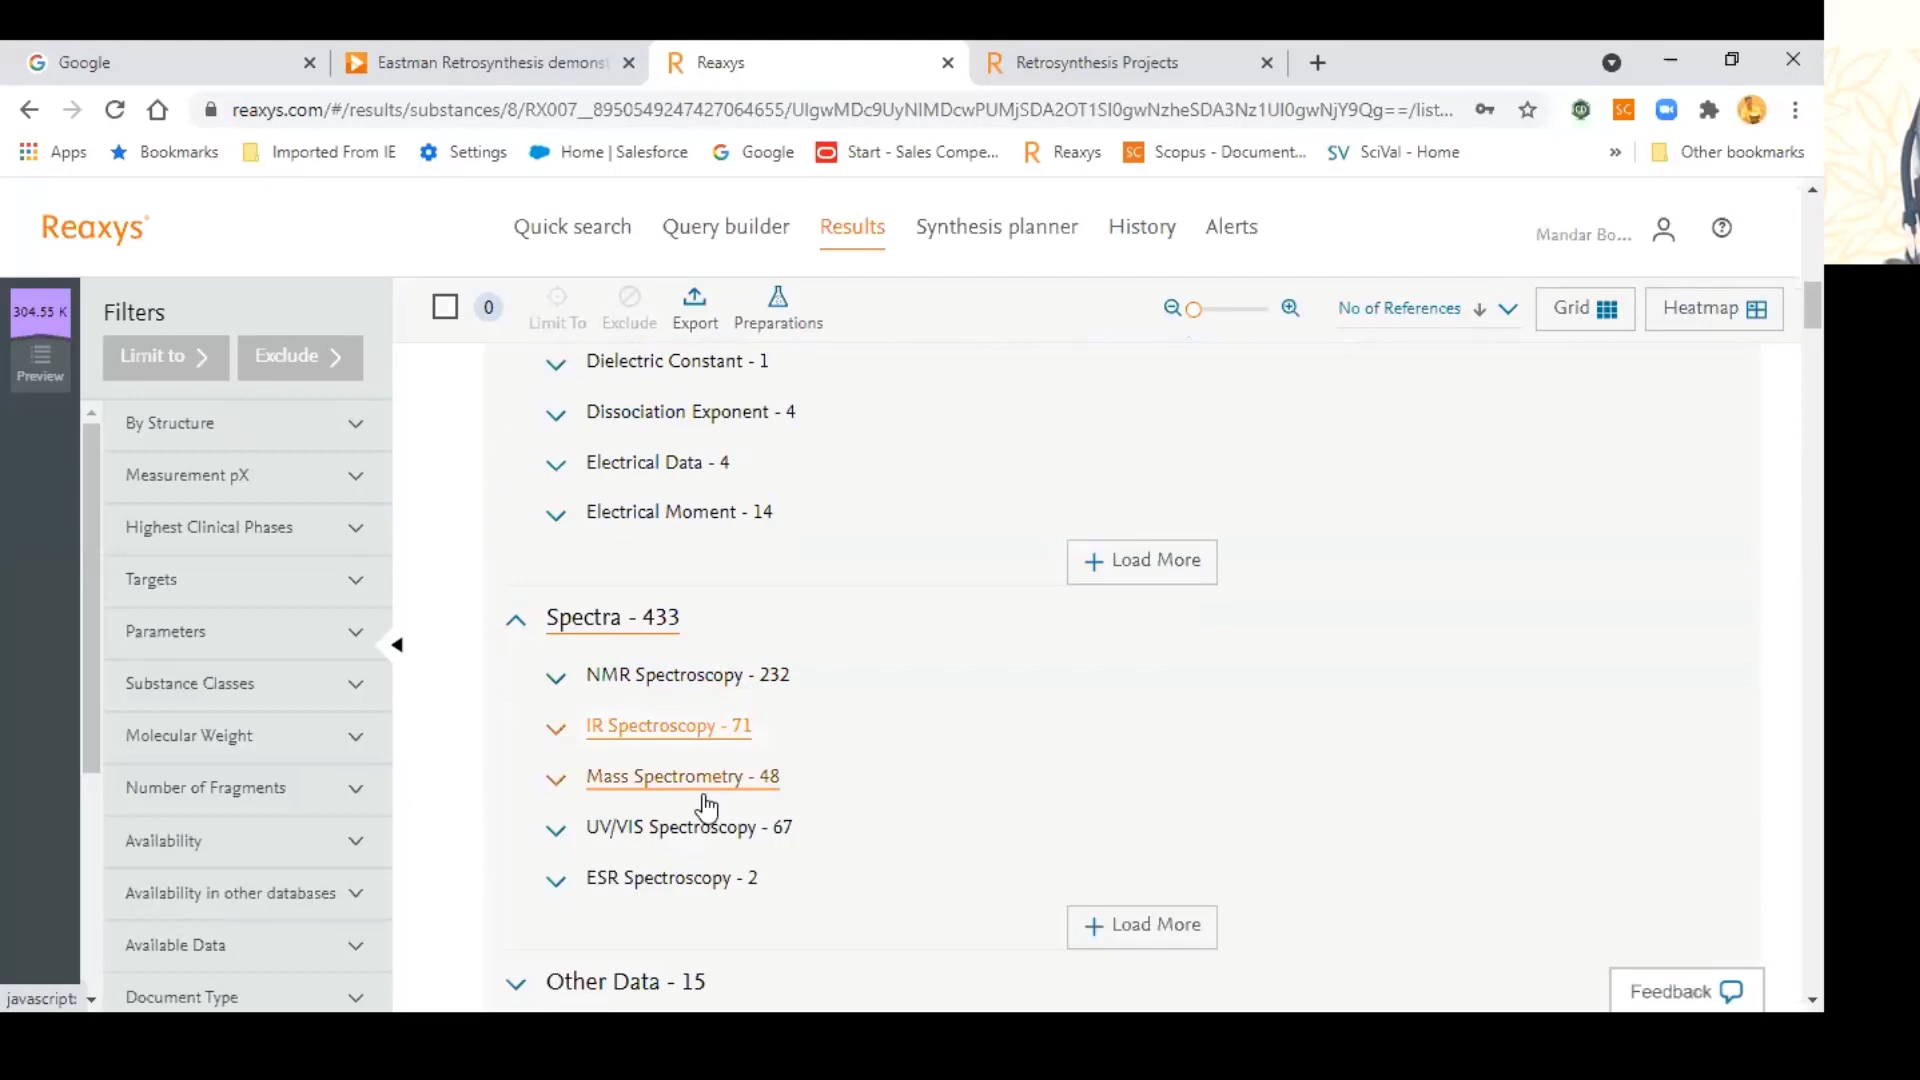 Google
Eastman Retrosynthesis demons
Reaxys
Retrosynthesis Projects
reaxys.com/#/results/substances/8/RX007__8950549247427064655/UIgwMDc9UyNIMDcwPUMjSDA2OT1SI0gwNzheSDA3Nz1UI0gwNjY9Qg==/list...
Apps
Bookmarks
Imported From IE
Settings
Home | Salesforce
Google
Start - Sales Compe...
Reaxys
Scopus - Document...
SciVal - Home
Other bookmarks
Reaxys
Quick search
Query builder
Results
Synthesis planner
History
Alerts
Mandar Bo...
304.55 K
Preview
Filters
Limit to
Exclude
0
Limit To
Exclude
Export
Preparations
No of References
Grid
Heatmap
By Structure
Measurement pX
Highest Clinical Phases
Targets
Parameters
Substance Classes
Molecular Weight
Number of Fragments
Availability
Availability in other databases
Available Data
Document Type
Dielectric Constant - 1
Dissociation Exponent - 4
Electrical Data - 4
Electrical Moment - 14
Load More
Spectra - 433
NMR Spectroscopy - 232
IR Spectroscopy - 71
Mass Spectrometry - 48
UV/VIS Spectroscopy - 67
ESR Spectroscopy - 2
Load More
Other Data - 15
Feedback
javascript: